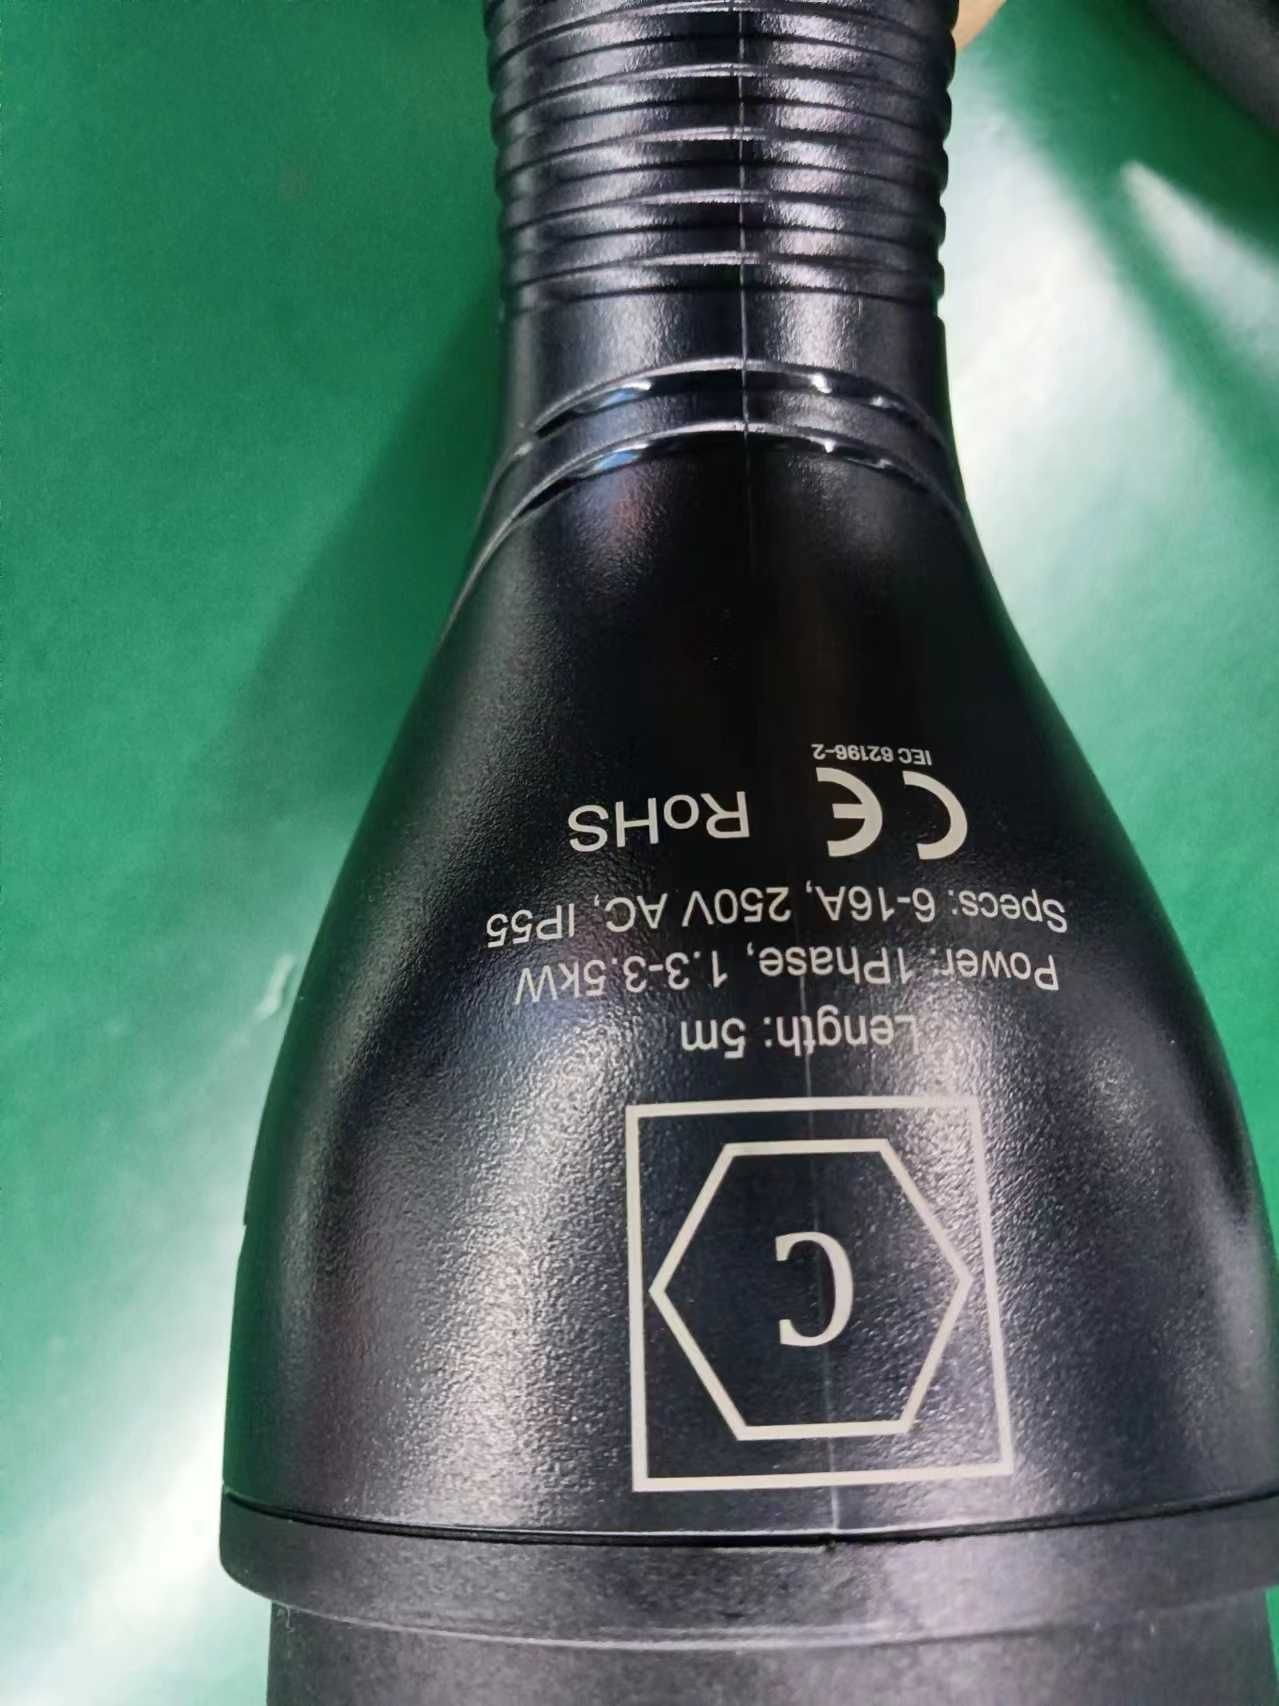 C
Length: 5m
Power: 1Phase, 1.3-3.5kW
Specs: 6-16A, 250V AC, IP55
CE RoHS
IEC 62196-2